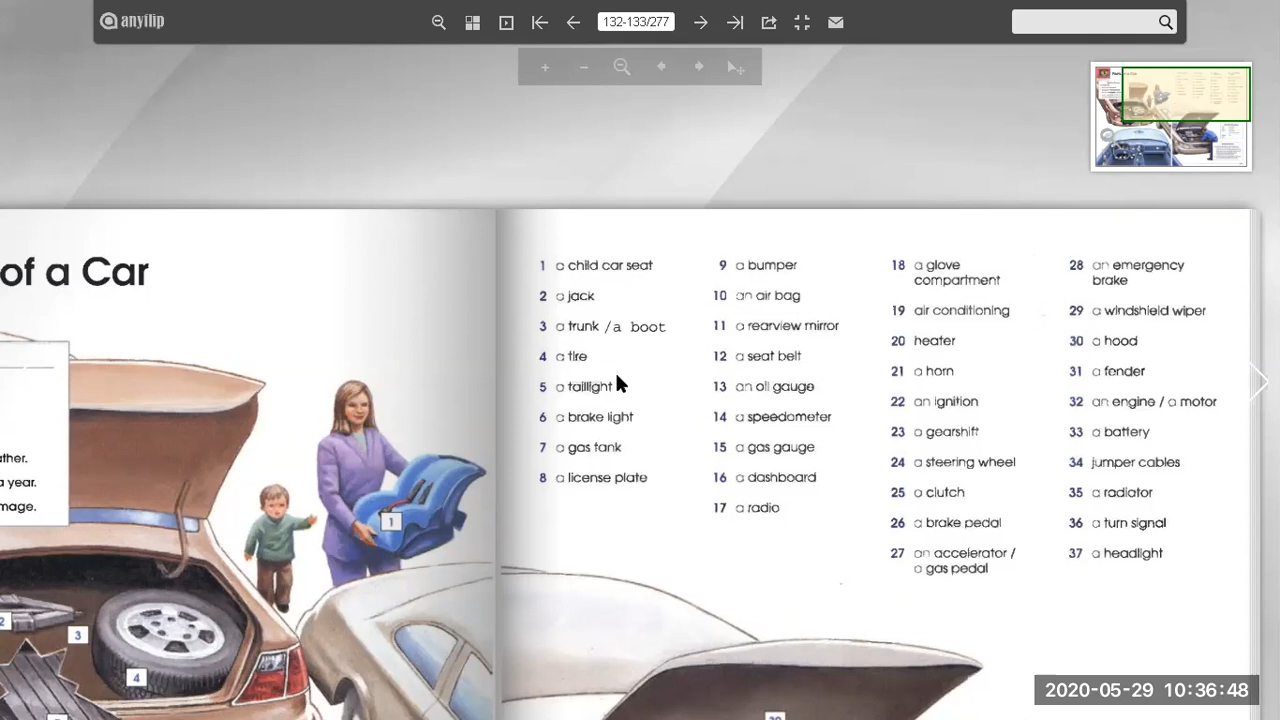 anyflip
132-133/277
of a Car
1 a child car seat
2 a jack
3 a trunk /a boot
4 a tire
5 a taillight
6 a brake light
7 a gas tank
8 a license plate
9 a bumper
10 an air bag
11 a rearview mirror
12 a seat belt
13 an oil gauge
14 a speedometer
15 a gas gauge
16 a dashboard
17 a radio
18 a glove
compartment
19 air conditioning
20 heater
21 a horn
22 an ignition
23 a gearshift
24 a steering wheel
25 a clutch
26 a brake pedal
27 an accelerator /
a gas pedal
28 an emergency
brake
29 a windshield wiper
30 a hood
31 a fender
32 an engine / a motor
33 a battery
34 jumper cables
35 a radiator
36 a turn signal
37 a headlight
ather.
a year.
mage.
1
2
3
4
2020-05-29 10:36:48